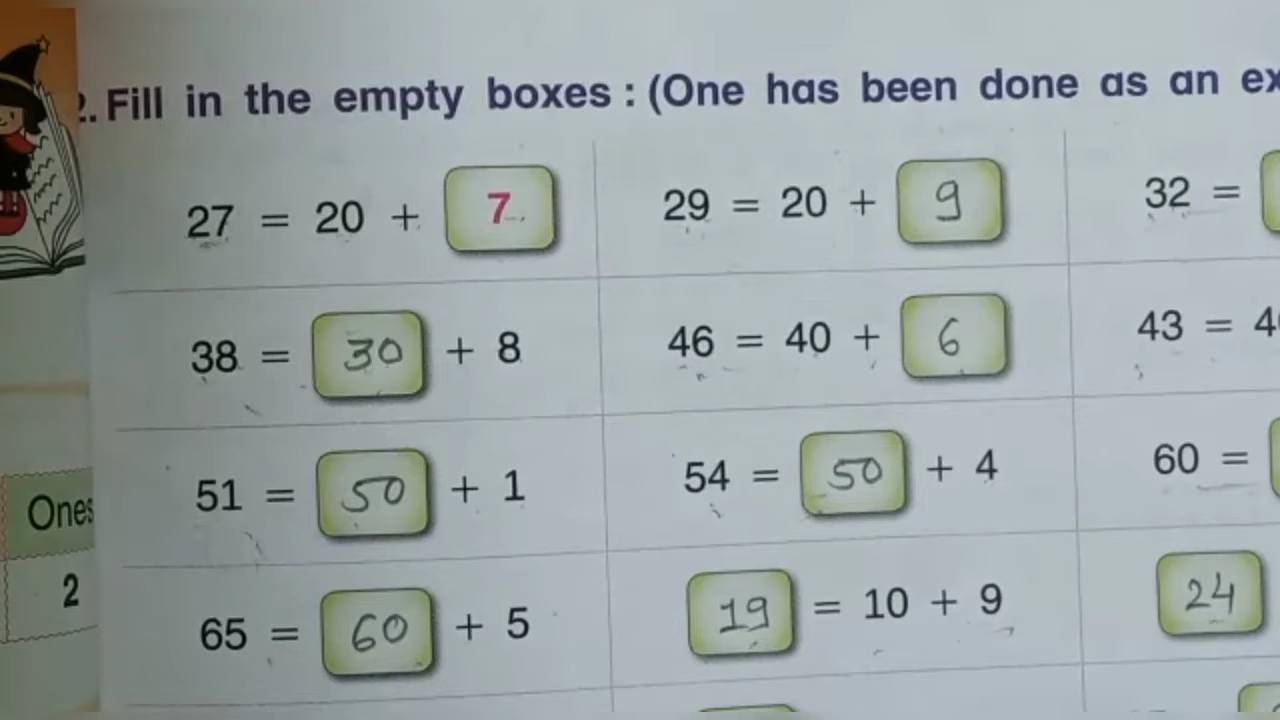 2. Fill in the empty boxes : (One has been done as an ex
27 = 20 + 7 29 = 20 + 9 32 =
38 = 30 + 8 46 = 40 + 6 43 = 4
51 = 50 + 1 54 = 50 + 4 60 =
Ones
65 = 60 + 5 19 = 10 + 9 24
2